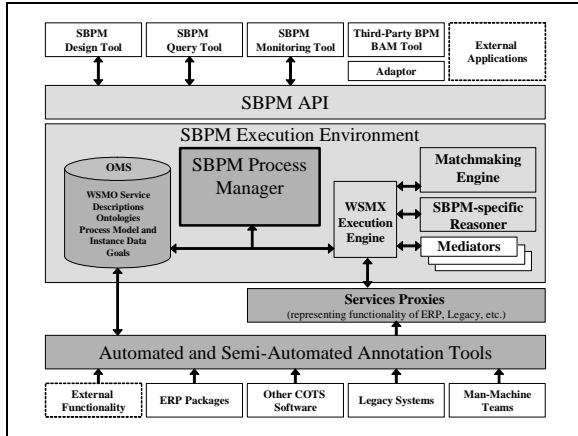 SBPM
Design Tool
SBPM
Query Tool
SBPM
Monitoring Tool
Third-Party BPM
BAM Tool
Adaptor
External
Applications
SBPM API
SBPM Execution Environment
OMS
WSMO Service
Descriptions
Ontologies
Process Model and
Instance Data
Goals
SBPM Process
Manager
WSMX
Execution
Engine
Matchmaking
Engine
SBPM-specific
Reasoner
Mediators
Services Proxies
(representing functionality of ERP, Legacy, etc.)
Automated and Semi-Automated Annotation Tools
External
Functionality
ERP Packages
Other COTS
Software
Legacy Systems
Man-Machine
Teams